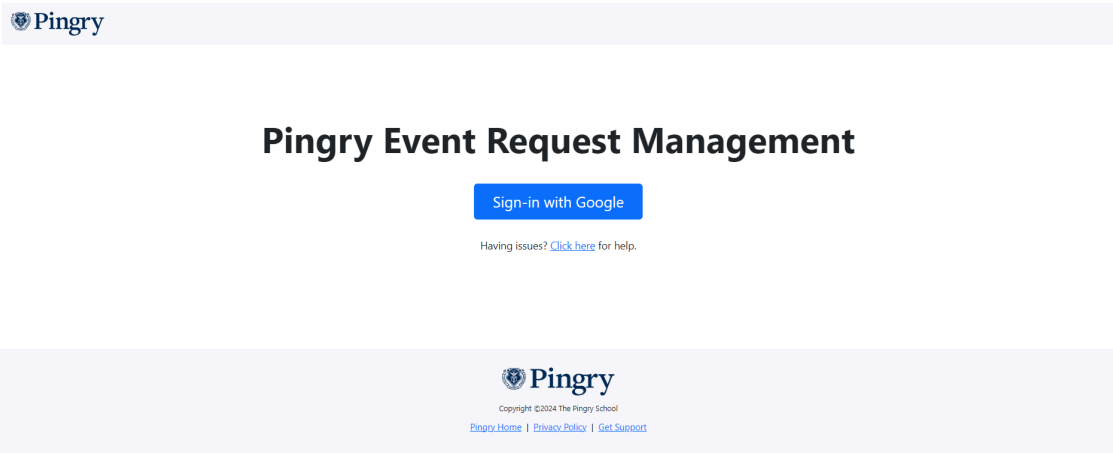 Pingry
Pingry Event Request Management
Sign-in with Google
Having issues? Click here for help.
Pingry
Copyright ©2024 The Pingry School
Pingry Home | Privacy Policy | Get Support